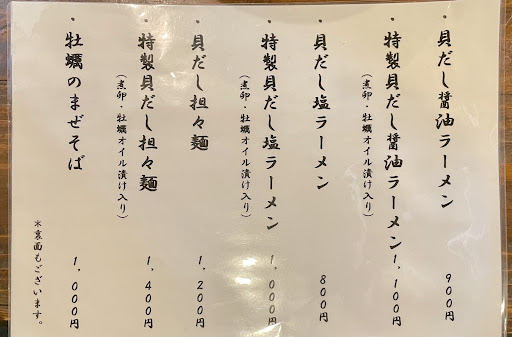 ・貝だし醤油ラーメン 900円
・特製貝だし醤油ラーメン 1,100円
（煮卵・牡蠣オイル漬け入り）
・貝だし塩ラーメン 800円
・特製貝だし塩ラーメン 1,000円
（煮卵・牡蠣オイル漬け入り）
・貝だし担々麺 1,200円
・特製貝だし担々麺 1,400円
（煮卵・牡蠣オイル漬け入り）
・牡蠣のまぜそば 1,000円
※裏面もございます。